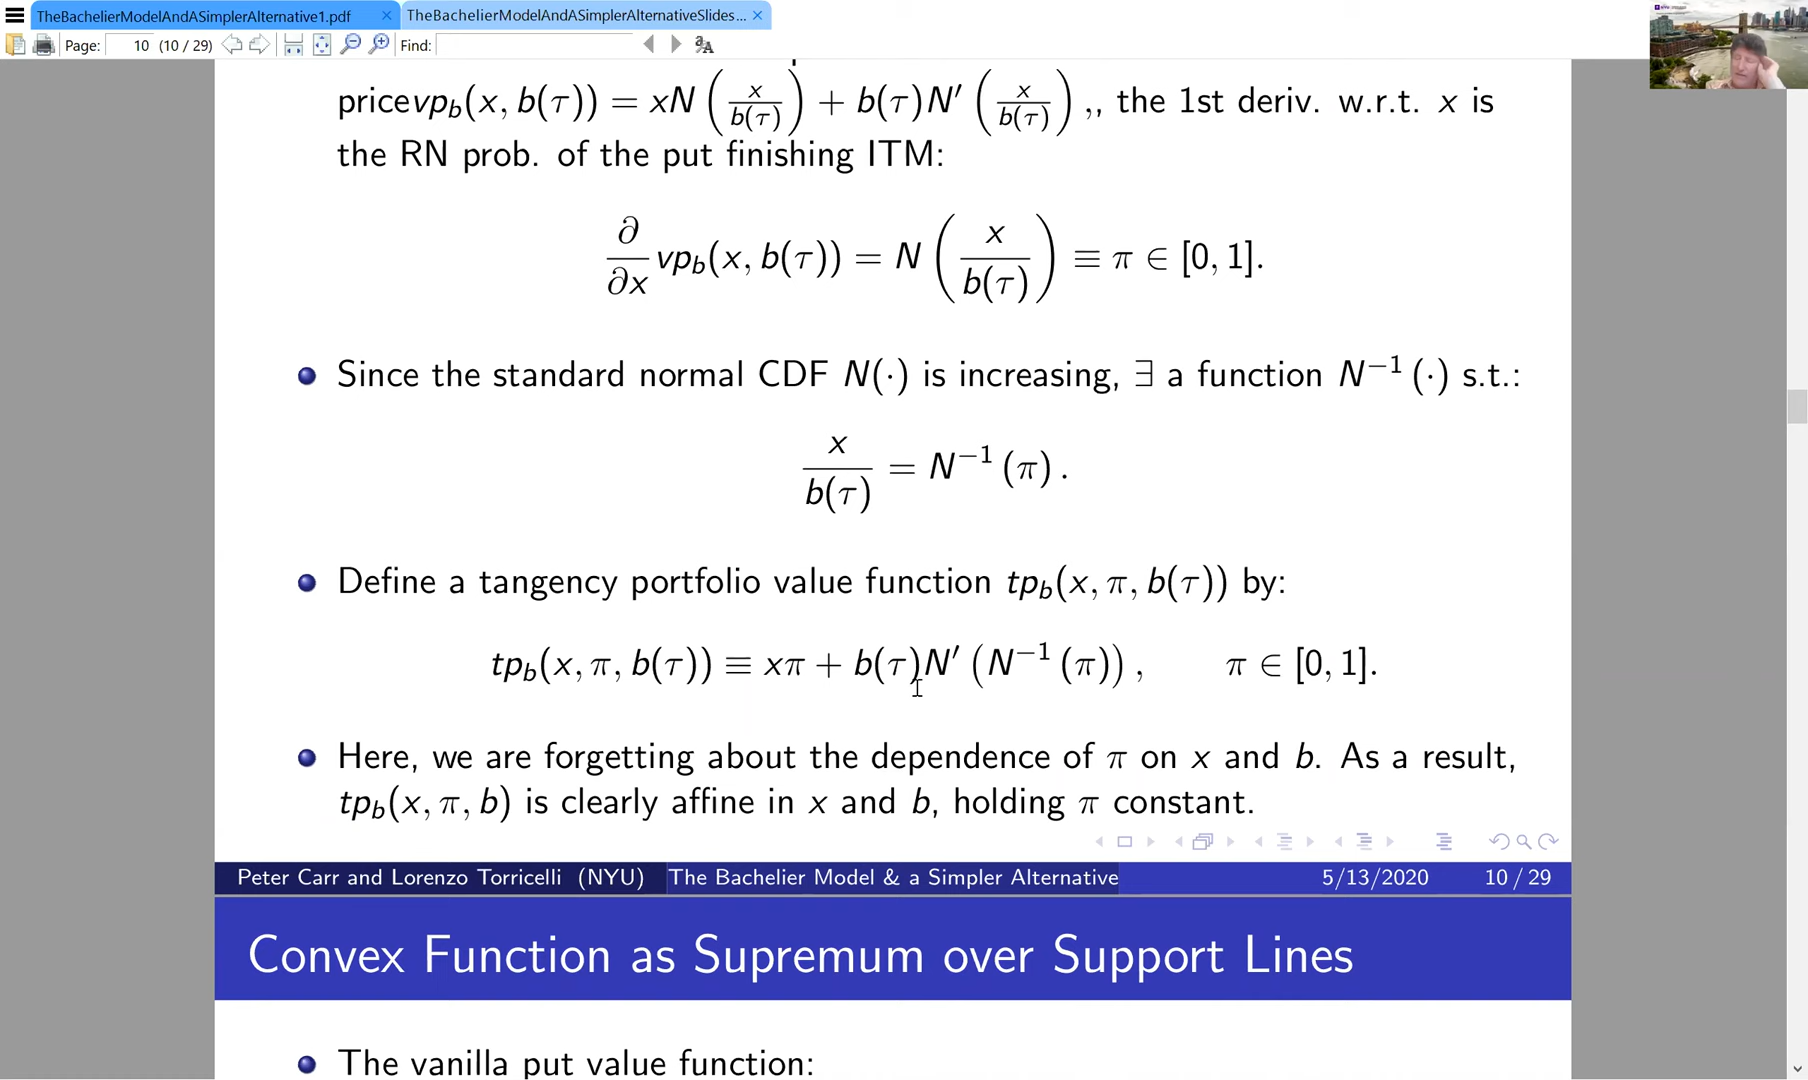 TheBachelierModelAndASimplerAlternative1.pdf × TheBachelierModelAndASimplerAlternativeSlides... ×
Page: 10 (10 / 29) Find:
price vp_b(x, b(τ)) = xN(x/b(τ)) + b(τ)N′(x/b(τ)),, the 1st deriv. w.r.t. x is
the RN prob. of the put finishing ITM:
∂/∂x vp_b(x, b(τ)) = N(x/b(τ)) ≡ π ∈ [0, 1].
Since the standard normal CDF N(·) is increasing, ∃ a function N⁻¹(·) s.t.:
x/b(τ) = N⁻¹(π).
Define a tangency portfolio value function tp_b(x, π, b(τ)) by:
tp_b(x, π, b(τ)) ≡ xπ + b(τ)N′(N⁻¹(π)), π ∈ [0, 1].
Here, we are forgetting about the dependence of π on x and b. As a result,
tp_b(x, π, b) is clearly affine in x and b, holding π constant.
Peter Carr and Lorenzo Torricelli (NYU) The Bachelier Model & a Simpler Alternative 5/13/2020 10 / 29
Convex Function as Supremum over Support Lines
The vanilla put value function: